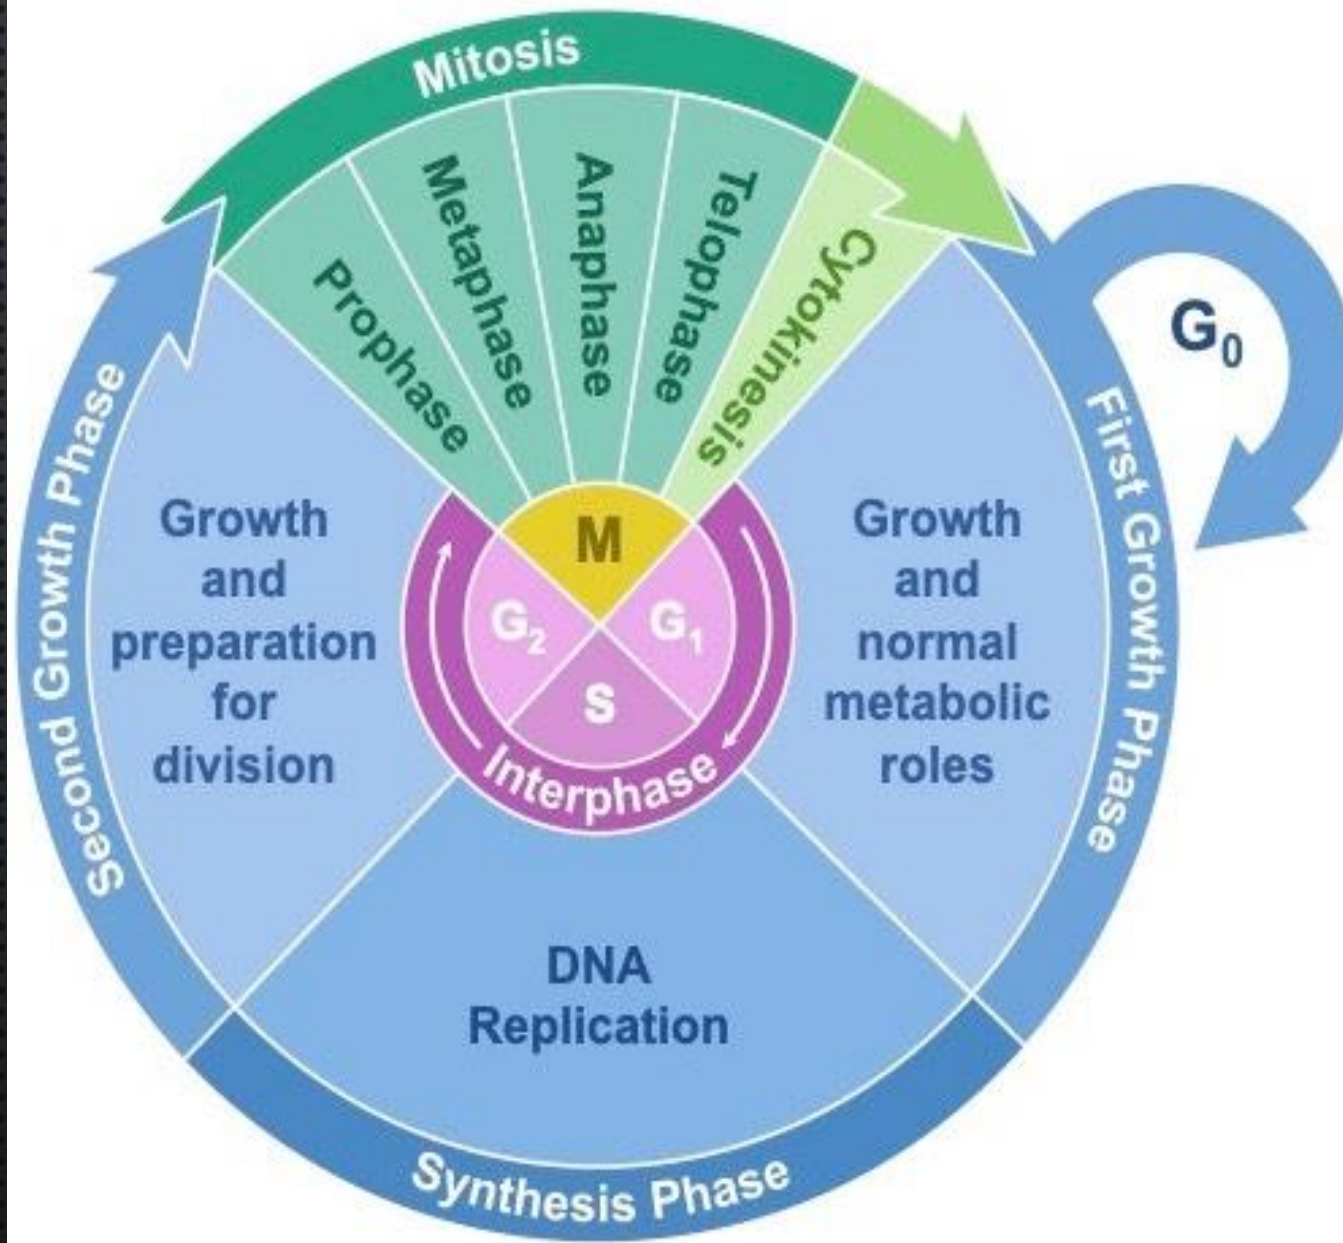 Mitosis
Prophase
Metaphase
Anaphase
Telophase
Cytokinesis
G₀
First Growth Phase
Growth
and
normal
metabolic
roles
Second Growth Phase
Growth
and
preparation
for
division
M
G₂
G₁
S
Interphase
DNA
Replication
Synthesis Phase